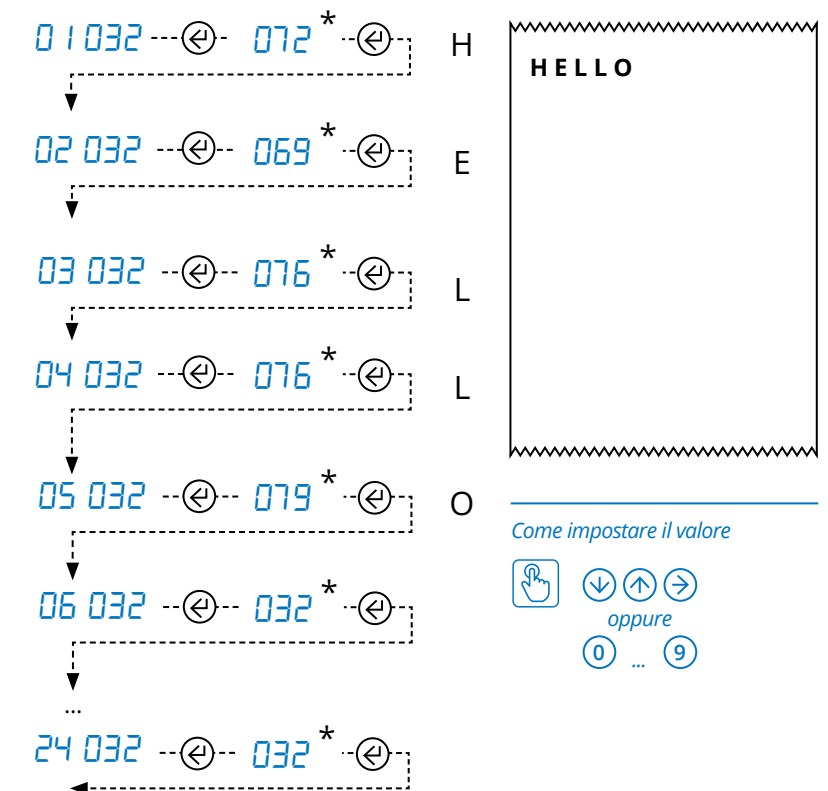 01 032 072 * H
HELLO
02 032 069 * E
03 032 076 * L
04 032 076 * L
05 032 079 * O
Come impostare il valore
06 032 032 *
oppure
0 ... 9
...
24 032 032 *